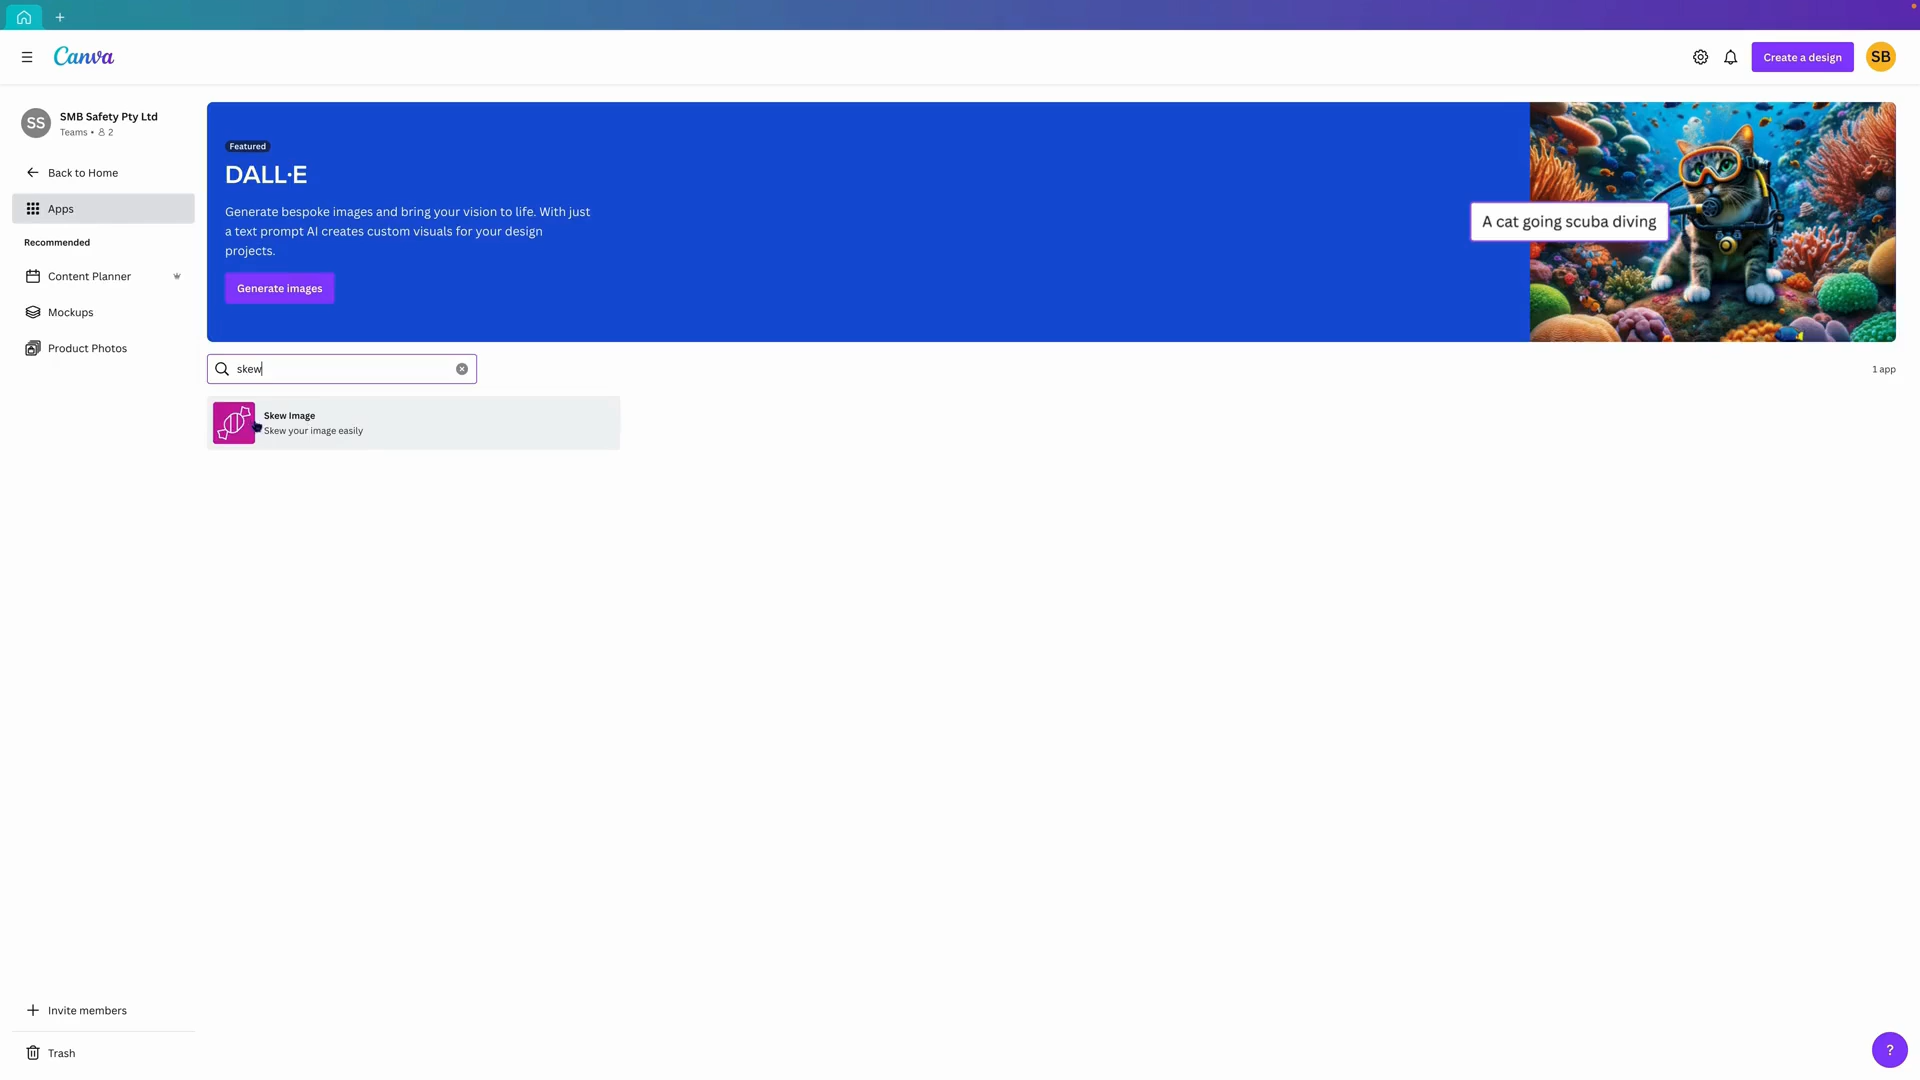 Canva
Create a design
SB
SS
SMB Safety Pty Ltd
Teams • 2
Back to Home
Apps
Recommended
Content Planner
Mockups
Product Photos
Featured
DALL·E
Generate bespoke images and bring your vision to life. With just
a text prompt AI creates custom visuals for your design
projects.
Generate images
A cat going scuba diving
skew
1 app
Skew Image
Skew your image easily
Invite members
Trash
?